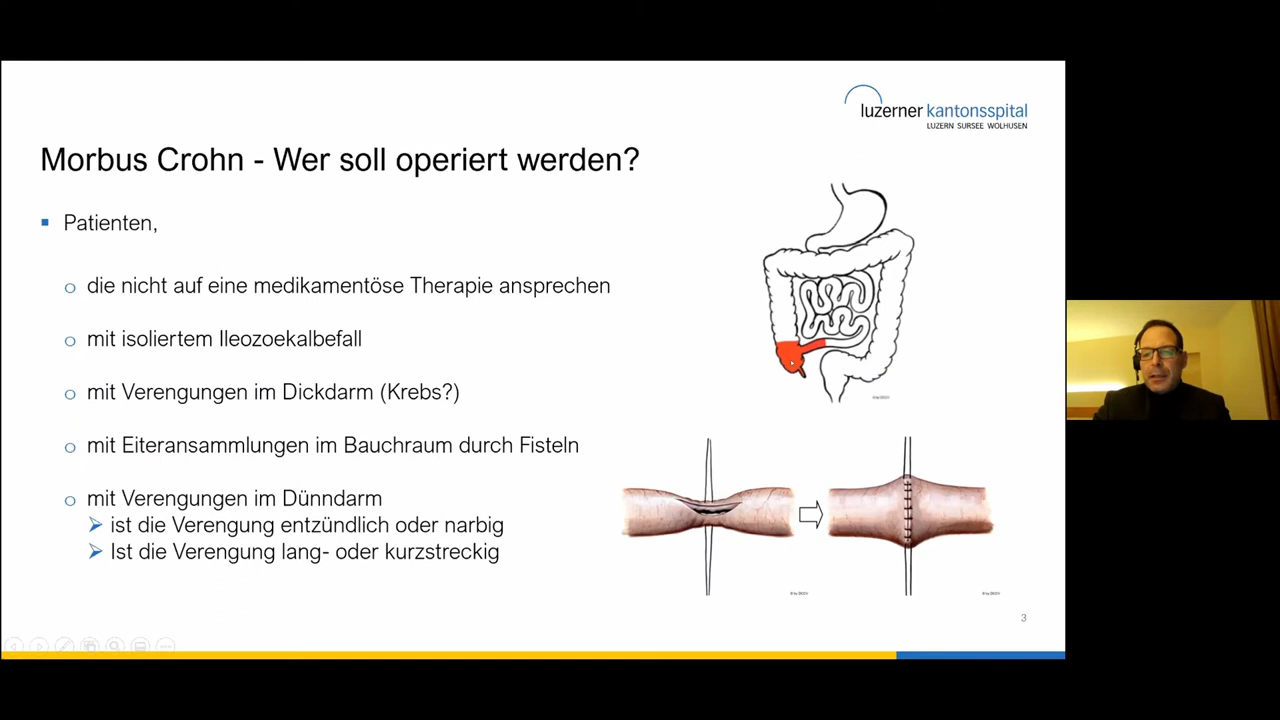 luzerner kantonsspital
LUZERN SURSEE WOLHUSEN
Morbus Crohn - Wer soll operiert werden?
Patienten,
die nicht auf eine medikamentöse Therapie ansprechen
mit isoliertem Ileozoekalbefall
mit Verengungen im Dickdarm (Krebs?)
mit Eiteransammlungen im Bauchraum durch Fisteln
mit Verengungen im Dünndarm
ist die Verengung entzündlich oder narbig
Ist die Verengung lang- oder kurzstreckig
3